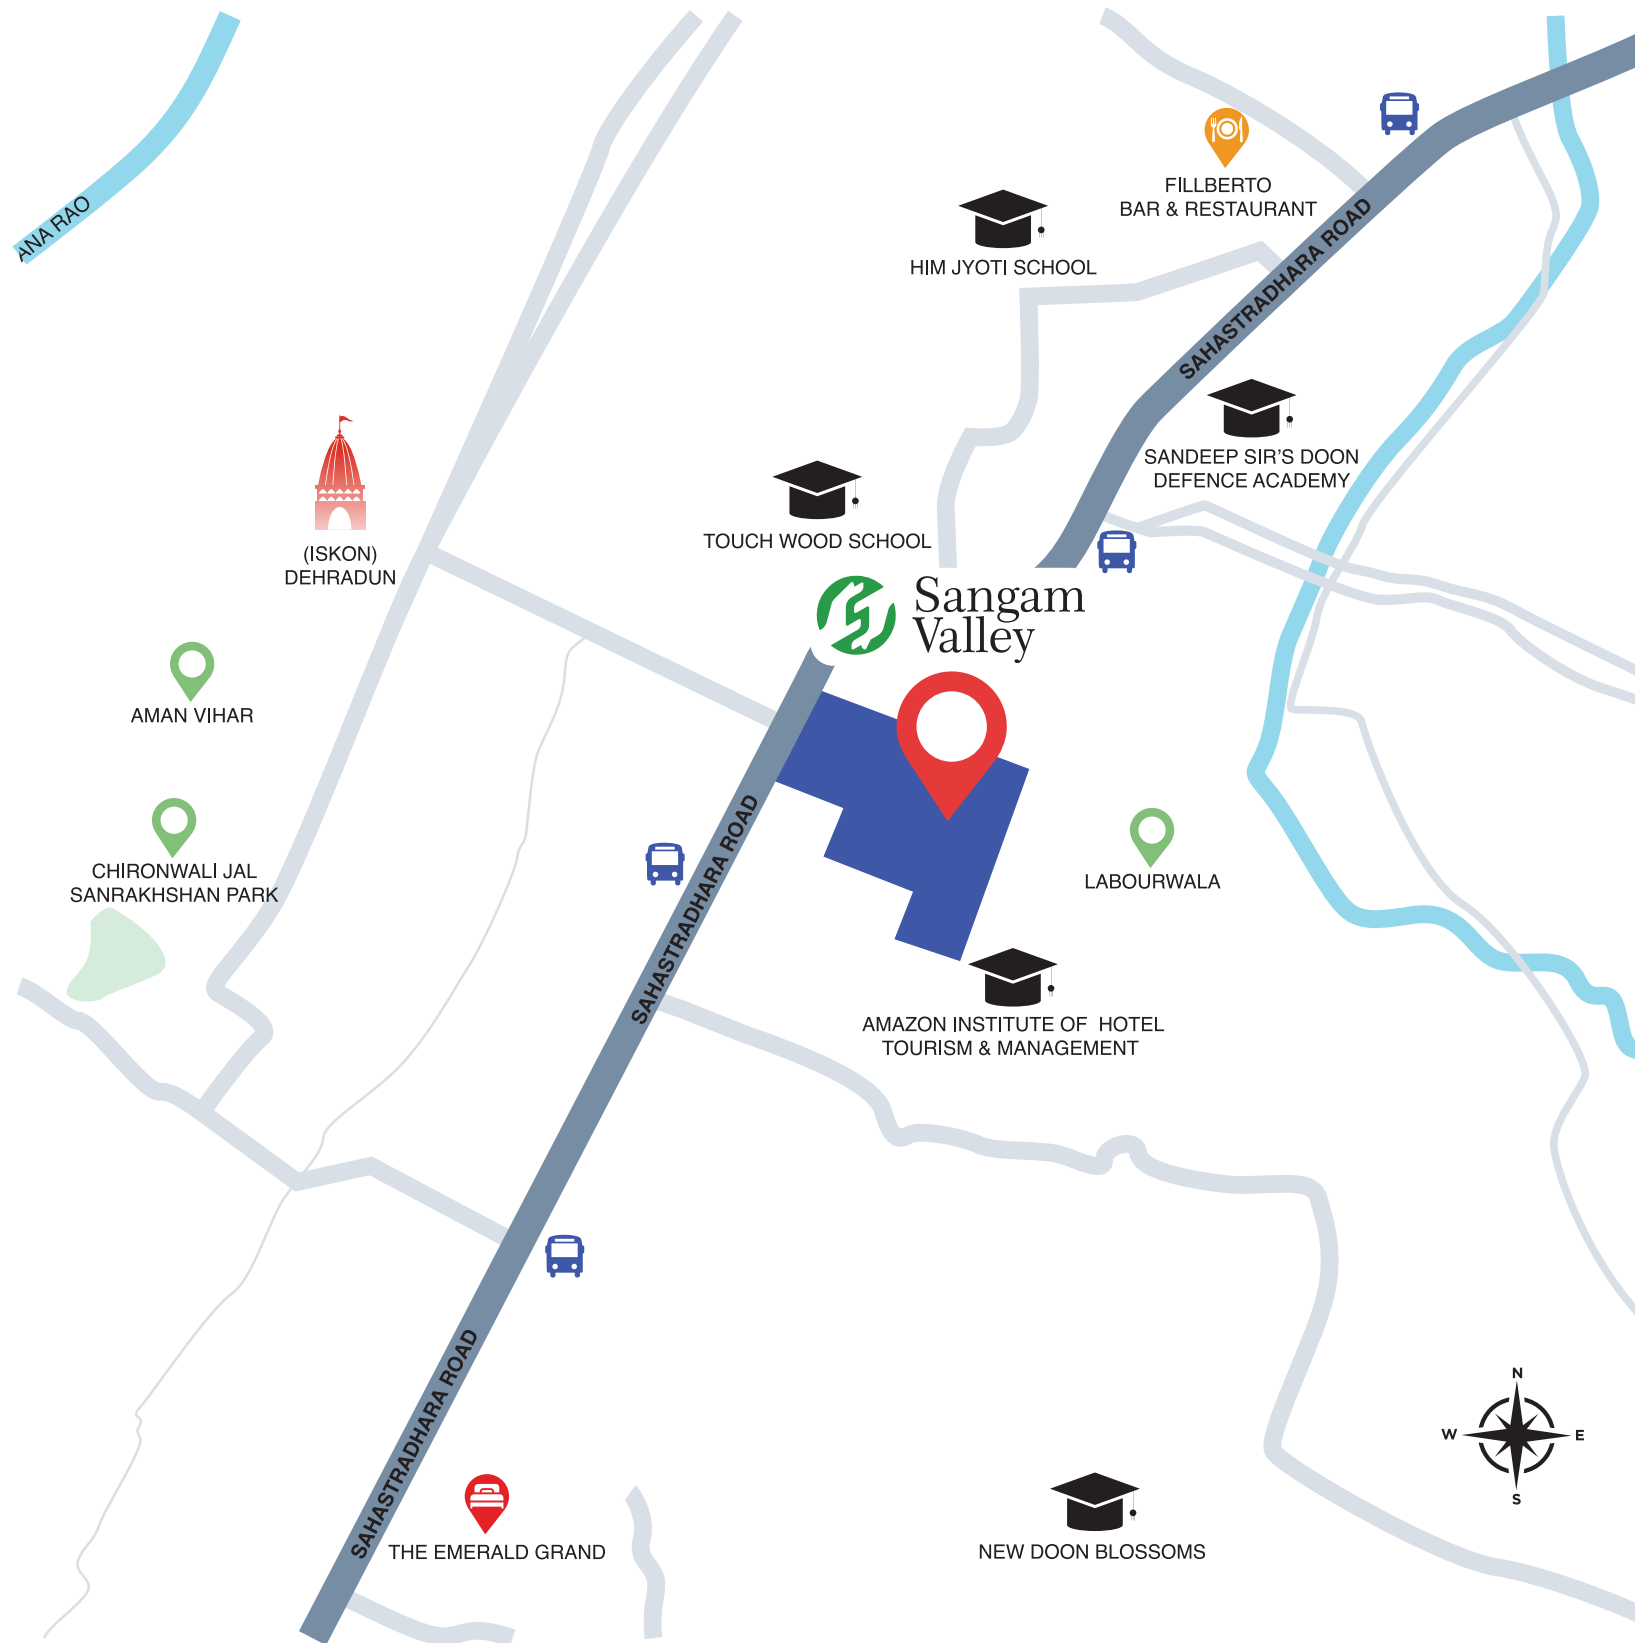 ANA RAO
FILLBERTO
BAR & RESTAURANT
HIM JYOTI SCHOOL
SAHASTRADHARA ROAD
SANDEEP SIR'S DOON
DEFENCE ACADEMY
TOUCH WOOD SCHOOL
(ISKON)
DEHRADUN
Sangam
Valley
AMAN VIHAR
CHIRONWALI JAL
SANRAKHSHAN PARK
SAHASTRADHARA ROAD
LABOURWALA
AMAZON INSTITUTE OF HOTEL
TOURISM & MANAGEMENT
SAHASTRADHARA ROAD
N
W
E
S
THE EMERALD GRAND
NEW DOON BLOSSOMS